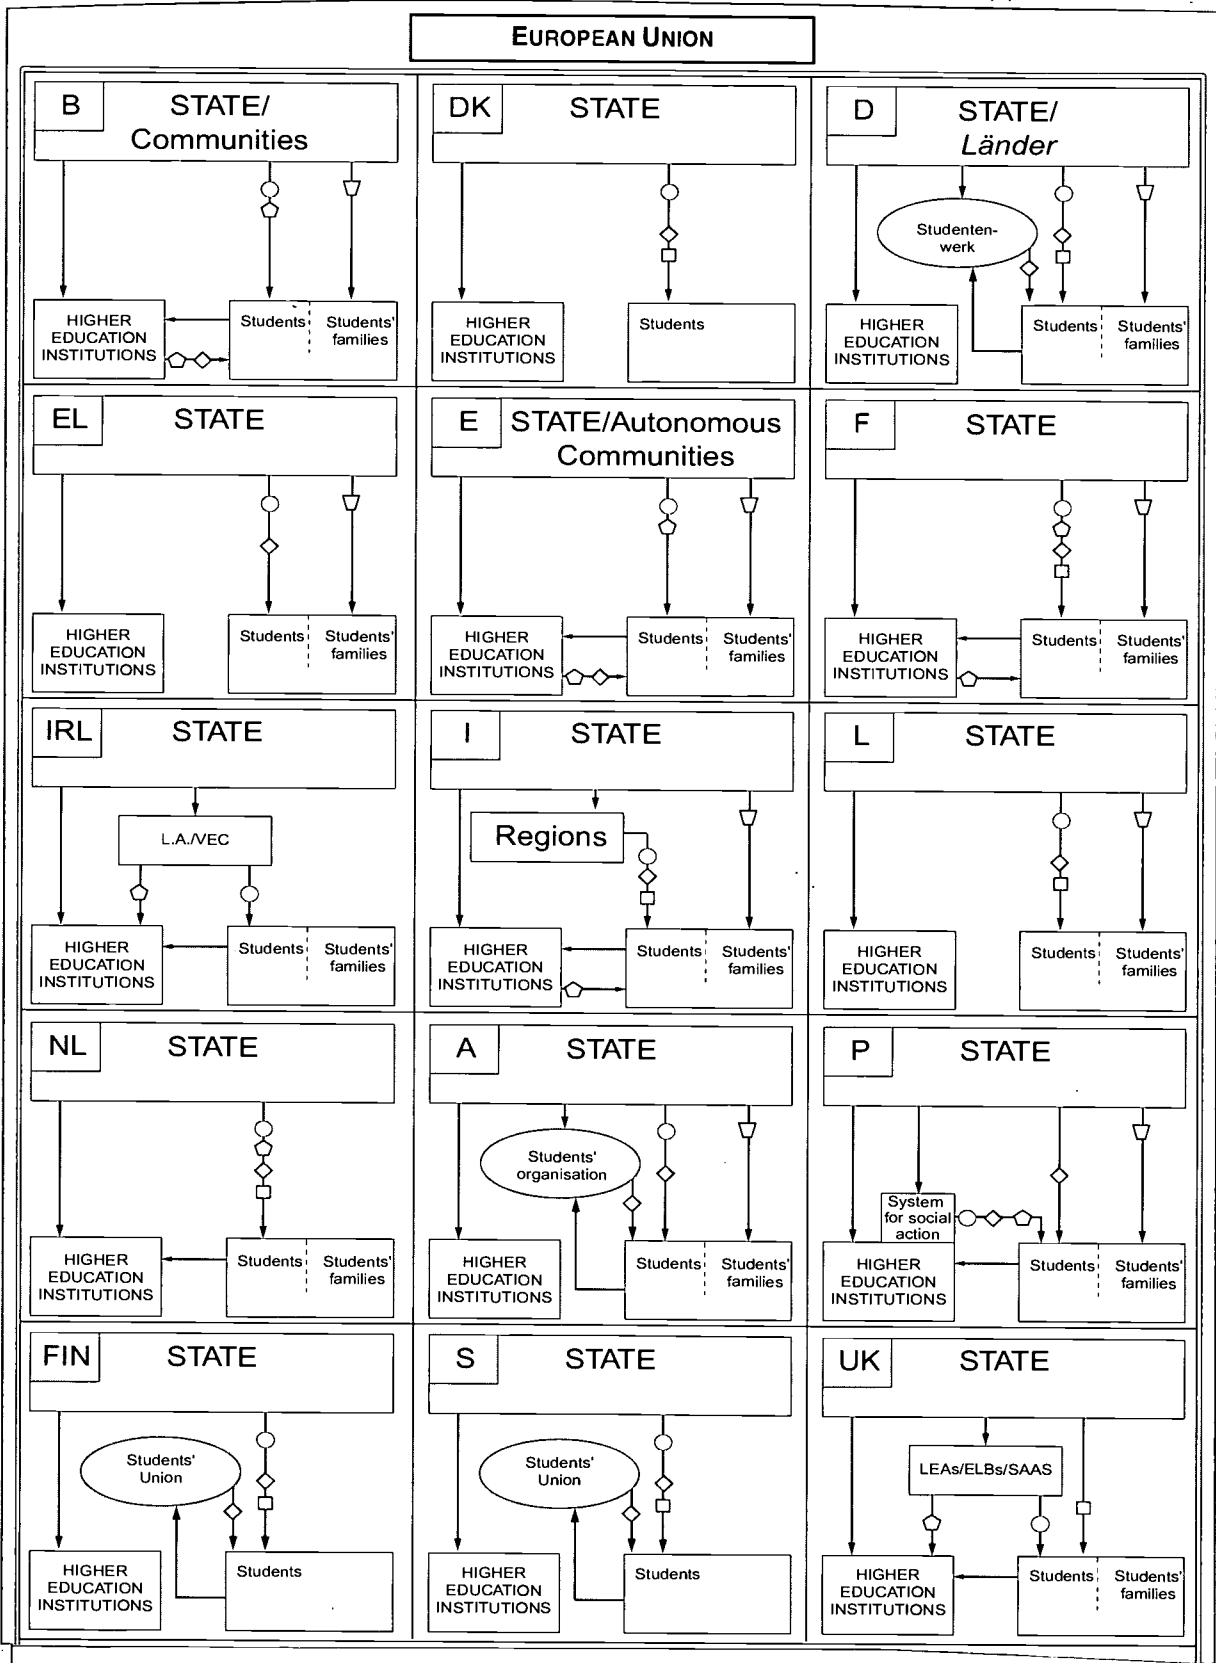 EUROPEAN UNION
B
STATE/
Communities
HIGHER
EDUCATION
INSTITUTIONS
Students
Students'
families
DK
STATE
HIGHER
EDUCATION
INSTITUTIONS
Students
D
STATE/
Länder
Studenten-
werk
HIGHER
EDUCATION
INSTITUTIONS
Students
Students'
families
EL
STATE
HIGHER
EDUCATION
INSTITUTIONS
Students
Students'
families
E
STATE/Autonomous
Communities
HIGHER
EDUCATION
INSTITUTIONS
Students
Students'
families
F
STATE
HIGHER
EDUCATION
INSTITUTIONS
Students
Students'
families
IRL
STATE
L.A./VEC
HIGHER
EDUCATION
INSTITUTIONS
Students
Students'
families
I
STATE
Regions
HIGHER
EDUCATION
INSTITUTIONS
Students
Students'
families
L
STATE
HIGHER
EDUCATION
INSTITUTIONS
Students
Students'
families
NL
STATE
HIGHER
EDUCATION
INSTITUTIONS
Students
Students'
families
A
STATE
Students'
organisation
HIGHER
EDUCATION
INSTITUTIONS
Students
Students'
families
P
STATE
System
for social
action
HIGHER
EDUCATION
INSTITUTIONS
Students
Students'
families
FIN
STATE
Students'
Union
HIGHER
EDUCATION
INSTITUTIONS
Students
S
STATE
Students'
Union
HIGHER
EDUCATION
INSTITUTIONS
Students
UK
STATE
LEAs/ELBs/SAAS
HIGHER
EDUCATION
INSTITUTIONS
Students
Students'
families